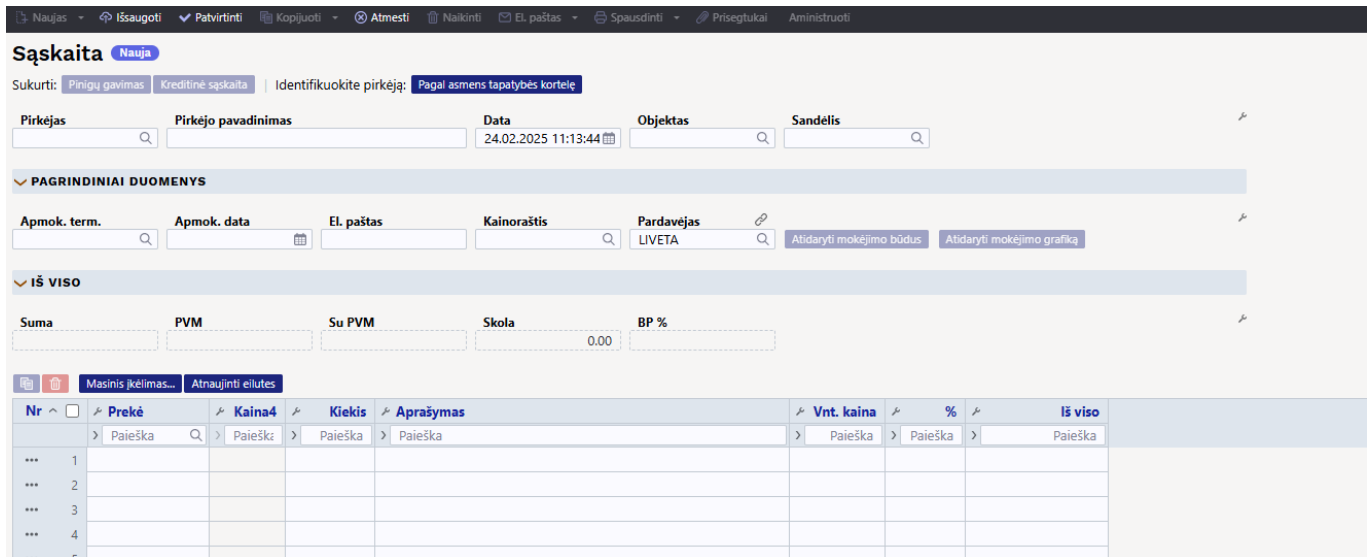 Naujas Išsaugoti Patvirtinti Kopijuoti Atmesti Naikinti El. paštas Spausdinti Prisegtukai Aministruoti
Sąskaita Nauja
Sukurti: Pinigų gavimas Kreditinė sąskaita | Identifikuokite pirkėją: Pagal asmens tapatybės kortelę
Pirkėjas Pirkėjo pavadinimas Data Objektas Sandėlis
24.02.2025 11:13:44
PAGRINDINIAI DUOMENYS
Apmok. term. Apmok. data El. paštas Kainoraštis Pardavėjas
LIVETA Atidaryti mokėjimo būdus Atidaryti mokėjimo grafiką
IŠ VISO
Suma PVM Su PVM Skola BP %
0.00
Masinis įkėlimas... Atnaujinti eilutes
Nr Prekė Kaina4 Kiekis Aprašymas Vnt. kaina % Iš viso
Paieška Paieška Paieška Paieška Paieška Paieška Paieška
1
2
3
4